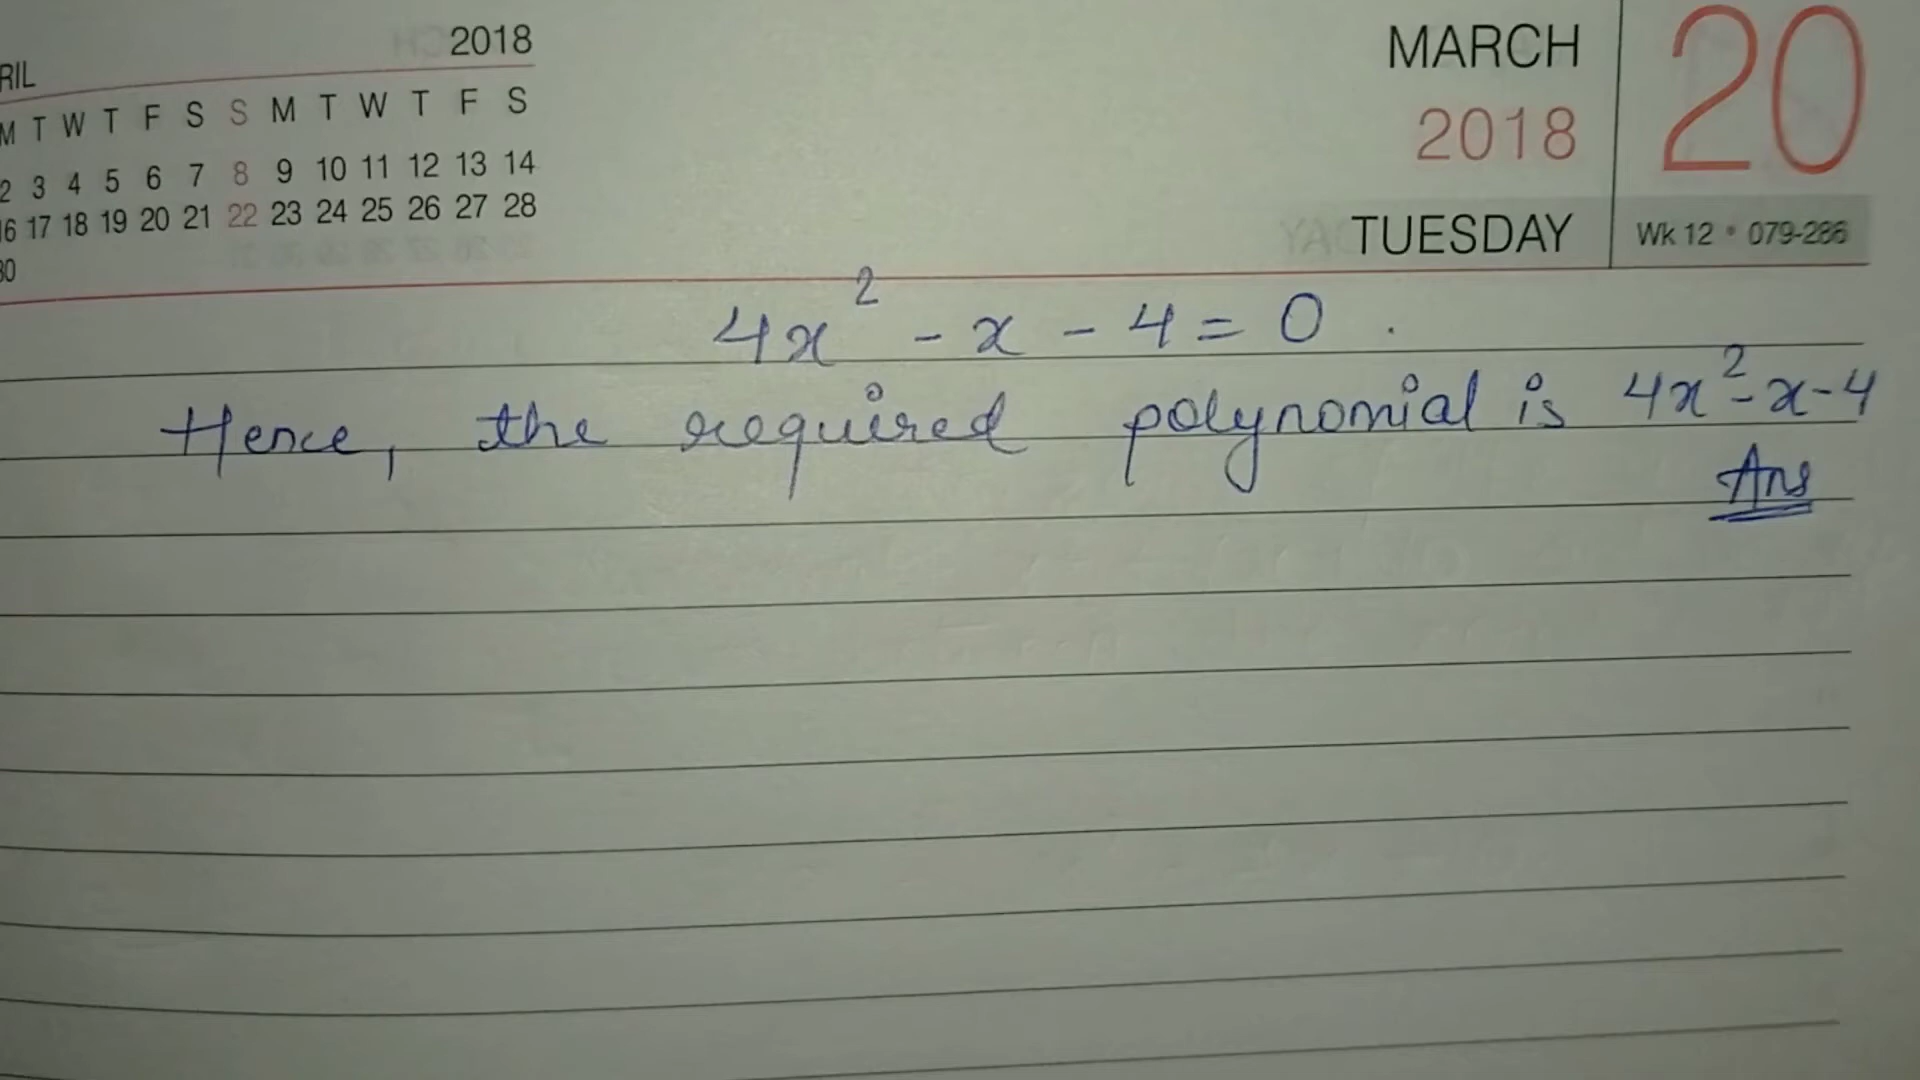 2018
RIL
M T W T F S S M T W T F S
2 3 4 5 6 7 8 9 10 11 12 13 14
16 17 18 19 20 21 22 23 24 25 26 27 28
30
MARCH
2018
TUESDAY
20
Wk 12 • 079-286
4x² - x - 4 = 0 .
Hence, the required polynomial is 4x² - x - 4
Ans